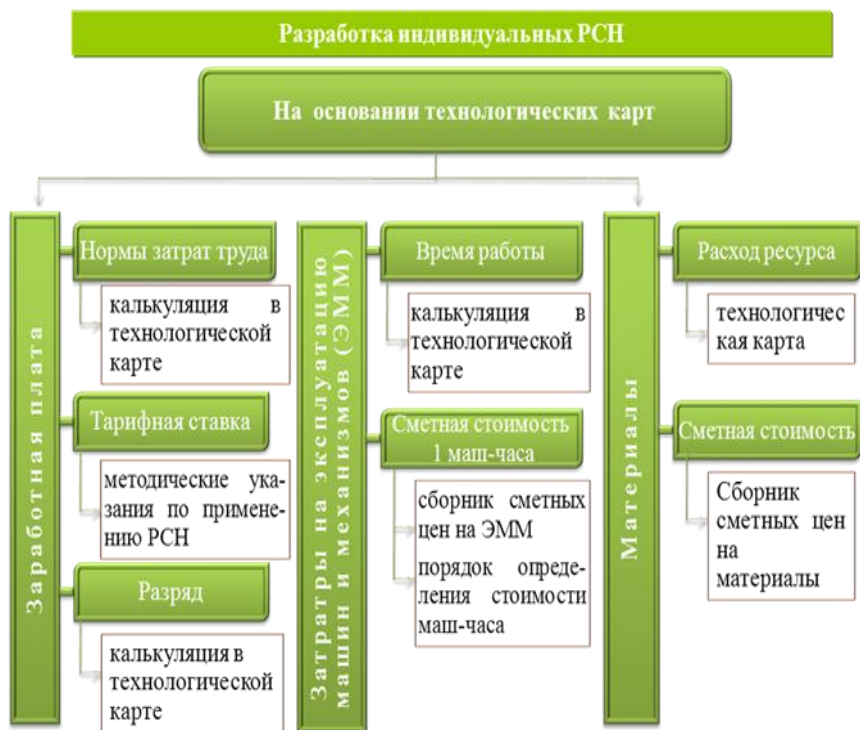 Разработка индивидуальных РСН
На основании технологических карт
Заработная плата
Нормы затрат труда
калькуляция в
технологической
карте
Тарифная ставка
методические ука-
зания по примене-
нию РСН
Разряд
калькуляция в
технологической
карте
Затратры на эксплуатацию
машин и механизмов (ЭММ)
Время работы
калькуляция в
технологической
карте
Сметная стоимость
1 маш-часа
сборник сметных
цен на ЭММ
порядок опреде-
ления стоимости
маш-часа
Материалы
Расход ресурса
технологичес
кая карта
Сметная стоимость
Сборник
сметных цен
на
материалы